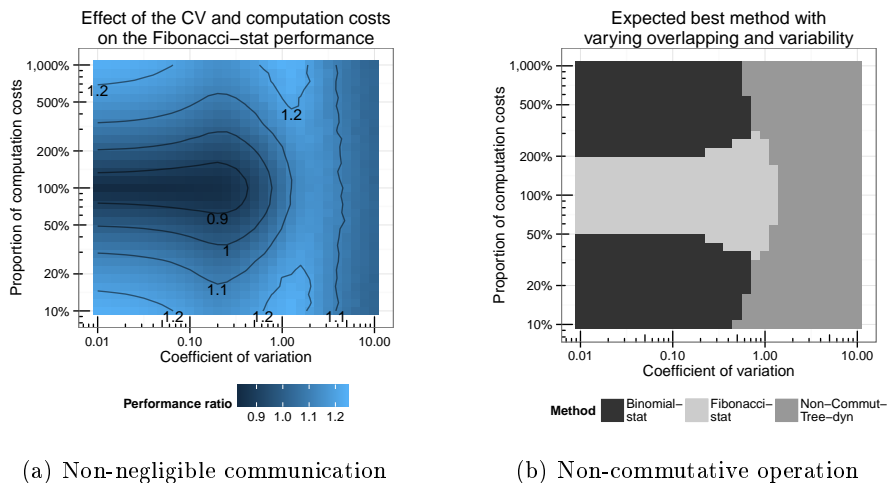 Effect of the CV and computation costs
on the Fibonacci−stat performance
Proportion of computation costs
1,000%
500%
200%
100%
50%
20%
10%
1.2
1.2
0.9
1
1.1
1.2
1.2
1.1
0.01
0.10
1.00
10.00
Coefficient of variation
Performance ratio
0.9 1.0 1.1 1.2
(a) Non-negligible communication
Expected best method with
varying overlapping and variability
Proportion of computation costs
1,000%
500%
200%
100%
50%
20%
10%
0.01
0.10
1.00
10.00
Coefficient of variation
Method
Binomial−
stat
Fibonacci−
stat
Non−Commut−
Tree−dyn
(b) Non-commutative operation